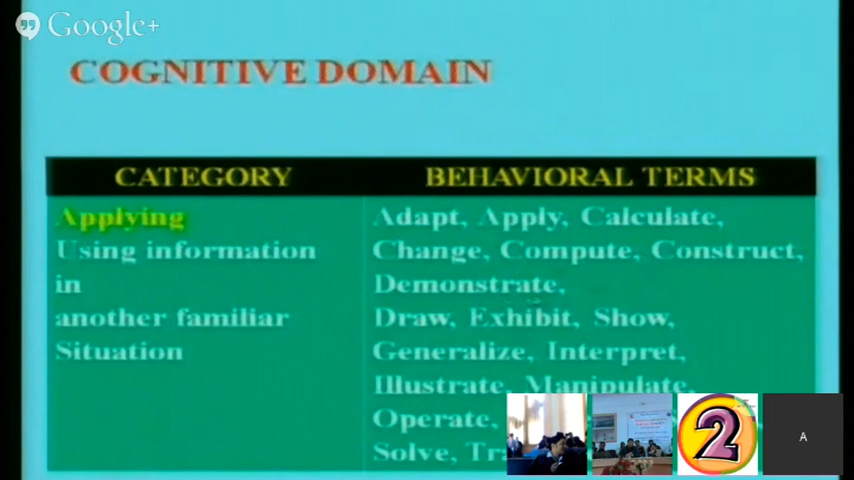 Google+
COGNITIVE DOMAIN
CATEGORY
BEHAVIORAL TERMS
Applying
Using information
in
another familiar
Situation
Adapt, Apply, Calculate,
Change, Compute, Construct,
Demonstrate,
Draw, Exhibit, Show,
Generalize, Interpret,
Illustrate, Manipulate,
Operate,
Solve,
2
A